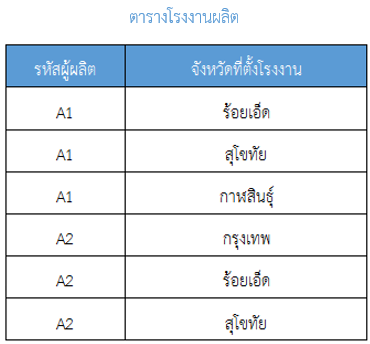 ตารางโรงงานผลิต
รหัสผู้ผลิต จังหวัดที่ตั้งโรงงาน
A1 ร้อยเอ็ด
A1 สุโขทัย
A1 กาฬสินธุ์
A2 กรุงเทพ
A2 ร้อยเอ็ด
A2 สุโขทัย